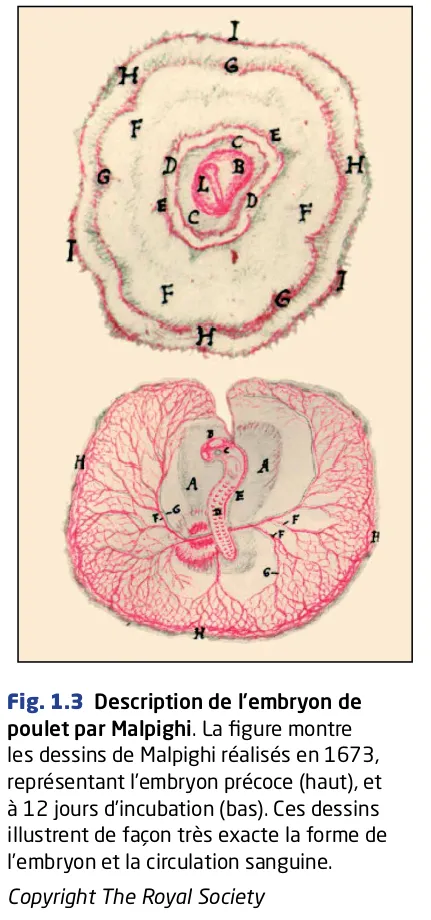 I
H
G
F
C
E
D
B
G
L
H
E
C
D
F
I
F
G
I
H
B
C
H
A
A
E
F
G
D
F
F
G
H
H
Fig. 1.3 Description de l'embryon de
poulet par Malpighi. La figure montre
les dessins de Malpighi réalisés en 1673,
représentant l'embryon précoce (haut), et
à 12 jours d'incubation (bas). Ces dessins
illustrent de façon très exacte la forme de
l'embryon et la circulation sanguine.
Copyright The Royal Society